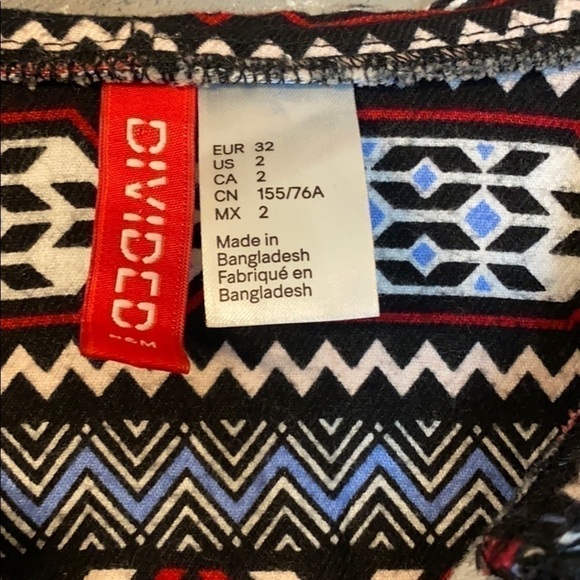 DIVIDED
H&M
EUR 32
US 2
CA 2
CN 155/76A
MX 2
Made in
Bangladesh
Fabriqué en
Bangladesh